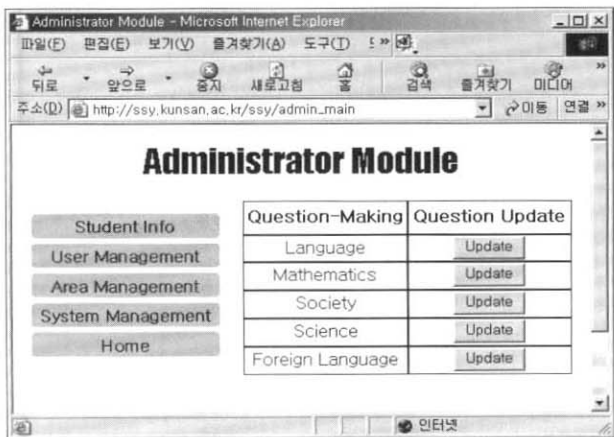 Administrator Module - Microsoft Internet Explorer
파일(F) 편집(E) 보기(V) 즐겨찾기(A) 도구(T) »
뒤로 앞으로 중지 새로고침 홈 검색 즐겨찾기 미디어 »
주소(D) http://ssy.kunsan.ac.kr/ssy/admin_main 이동 연결 »
Administrator Module
Student Info
User Management
Area Management
System Management
Home
Question-Making Question Update
Language Update
Mathematics Update
Society Update
Science Update
Foreign Language Update
인터넷